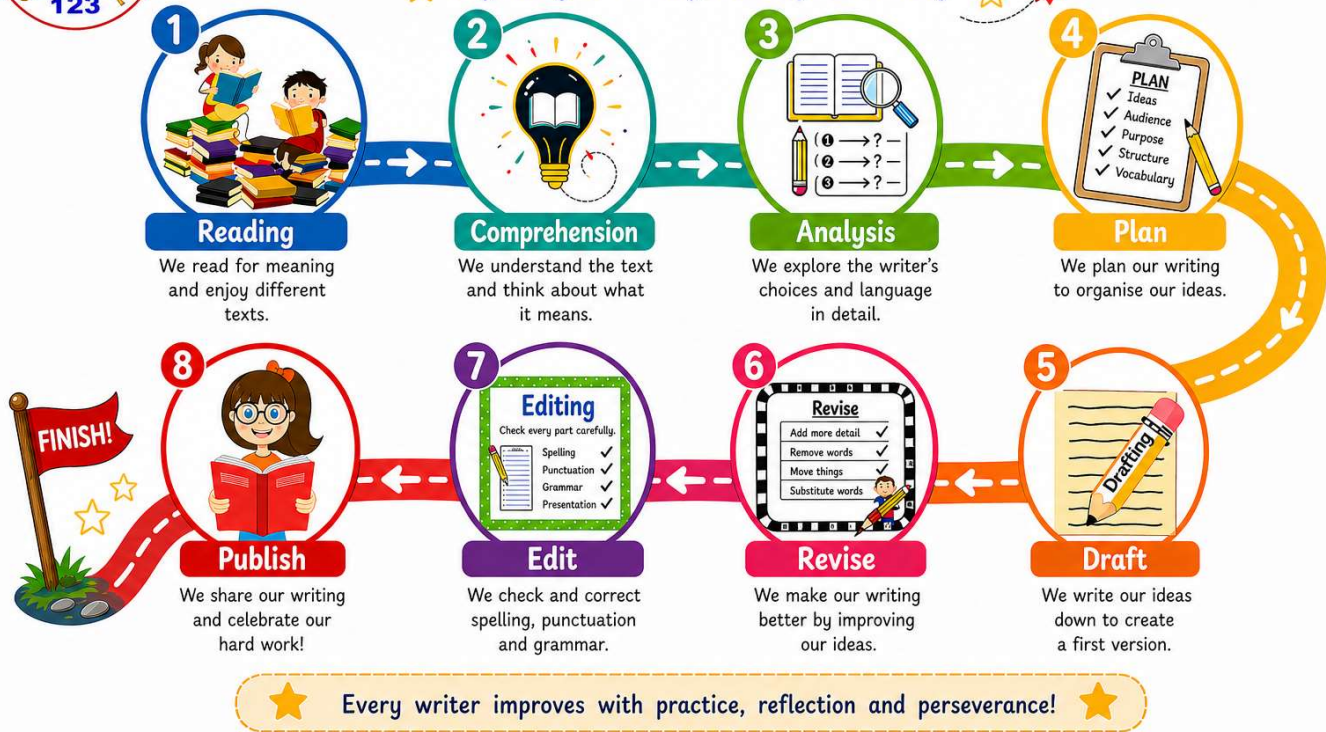 123
1
2
3
4
PLAN
✓ Ideas
✓ Audience
✓ Purpose
✓ Structure
✓ Vocabulary
❶ → ? —
❷ → ? —
❸ → ? —
Reading
We read for meaning
and enjoy different
texts.
Comprehension
We understand the text
and think about what
it means.
Analysis
We explore the writer's
choices and language
in detail.
Plan
We plan our writing
to organise our ideas.
5
Drafting
Draft
We write our ideas
down to create
a first version.
6
Revise
Add more detail ✓
Remove words ✓
Move things ✓
Substitute words ✓
Revise
We make our writing
better by improving
our ideas.
7
Editing
Check every part carefully.
Spelling ✓
Punctuation ✓
Grammar ✓
Presentation ✓
Edit
We check and correct
spelling, punctuation
and grammar.
8
Publish
We share our writing
and celebrate our
hard work!
FINISH!
Every writer improves with practice, reflection and perseverance!